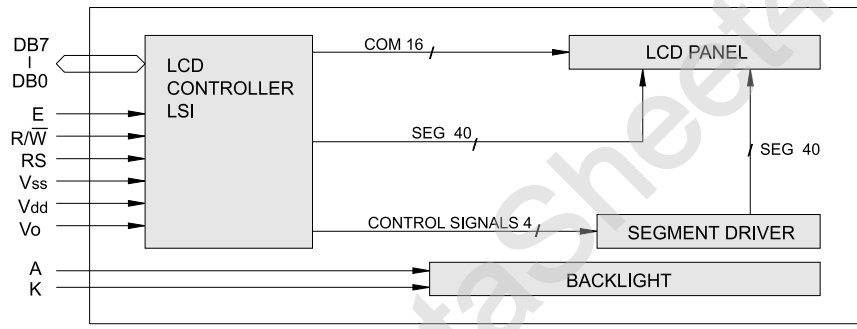 DB7
|
DB0
E
R/W̅
RS
Vss
Vdd
Vo
A
K
LCD
CONTROLLER
LSI
COM 16
SEG 40
CONTROL SIGNALS 4
LCD PANEL
SEG 40
SEGMENT DRIVER
BACKLIGHT